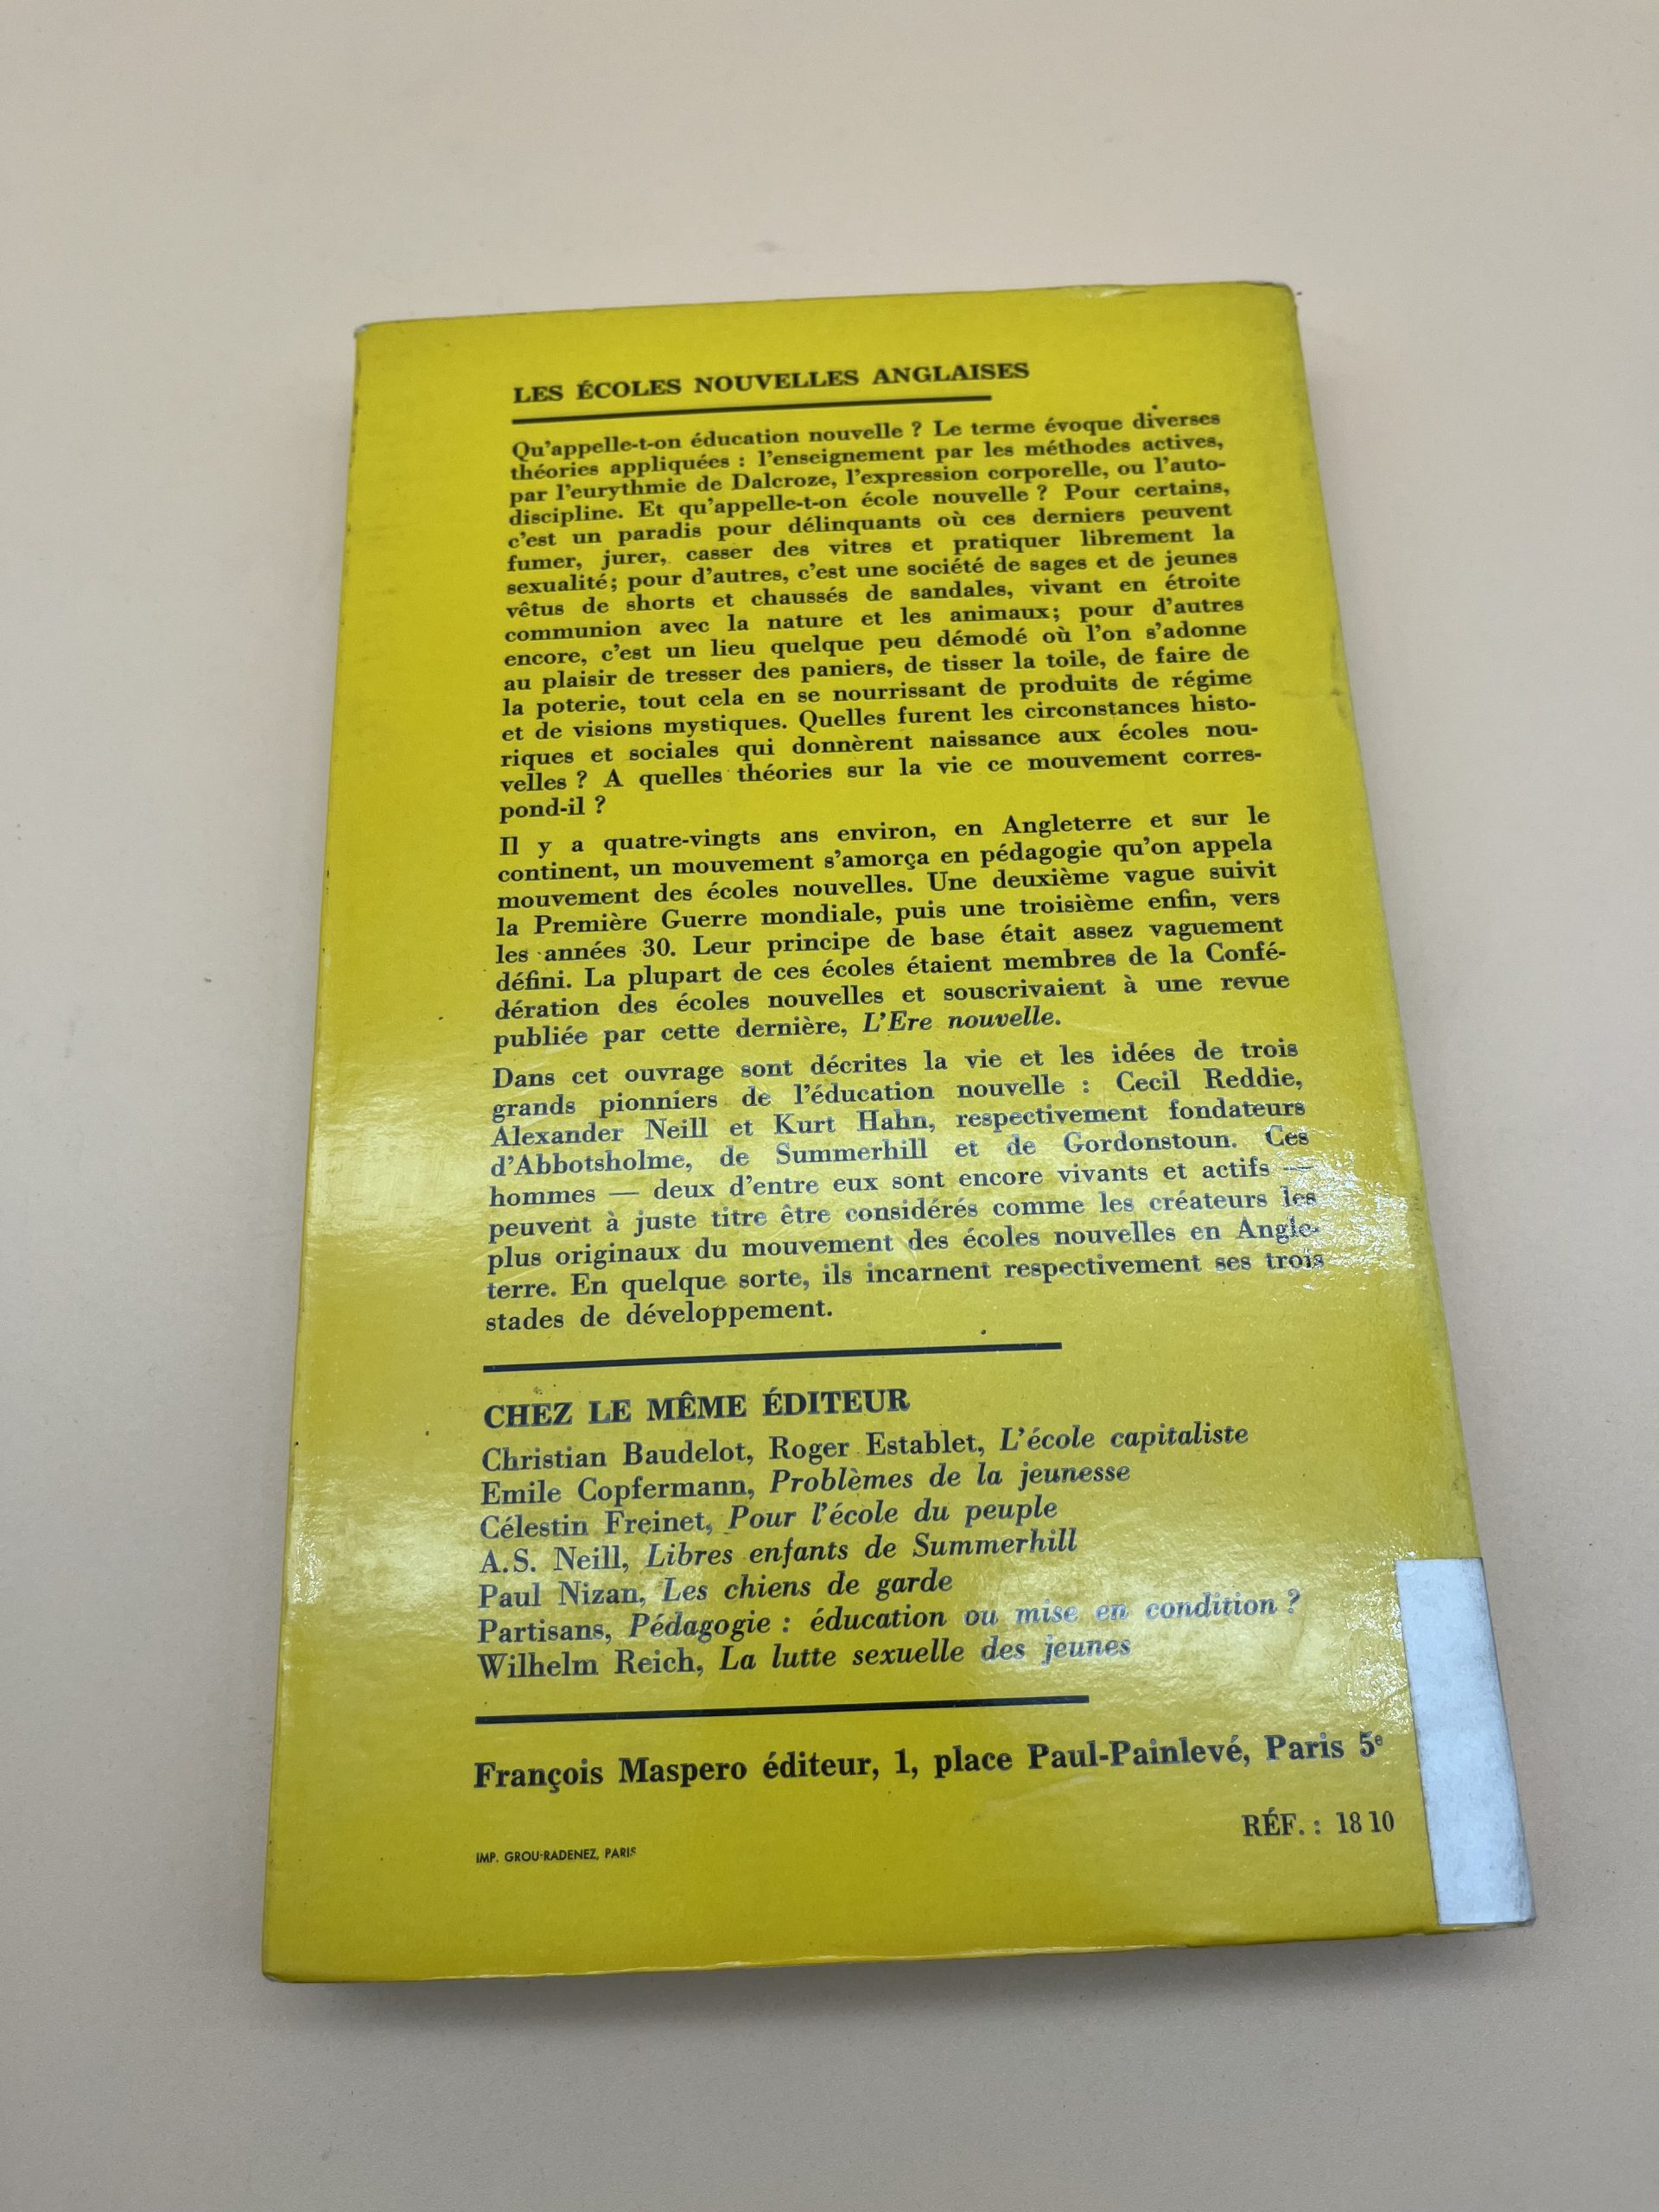 LES ÉCOLES NOUVELLES ANGLAISES
Qu'appelle-t-on éducation nouvelle ? Le terme évoque diverses
théories appliquées : l'enseignement par les méthodes actives,
par l'eurythmie de Dalcroze, l'expression corporelle, ou l'auto-
discipline. Et qu'appelle-t-on école nouvelle ? Pour certains,
c'est un paradis pour délinquants où ces derniers peuvent
fumer, jurer, casser des vitres et pratiquer librement la
sexualité; pour d'autres, c'est une société de sages et de jeunes
vêtus de shorts et chaussés de sandales, vivant en étroite
communion avec la nature et les animaux; pour d'autres
encore, c'est un lieu quelque peu démodé où l'on s'adonne
au plaisir de tresser des paniers, de tisser la toile, de faire de
la poterie, tout cela en se nourrissant de produits de régime
et de visions mystiques. Quelles furent les circonstances histo-
riques et sociales qui donnèrent naissance aux écoles nou-
velles ? A quelles théories sur la vie ce mouvement corres-
pond-il ?
Il y a quatre-vingts ans environ, en Angleterre et sur le
continent, un mouvement s'amorça en pédagogie qu'on appela
mouvement des écoles nouvelles. Une deuxième vague suivit
la Première Guerre mondiale, puis une troisième enfin, vers
les années 30. Leur principe de base était assez vaguement
défini. La plupart de ces écoles étaient membres de la Confé-
dération des écoles nouvelles et souscrivaient à une revue
publiée par cette dernière, L'Ere nouvelle.
Dans cet ouvrage sont décrites la vie et les idées de trois
grands pionniers de l'éducation nouvelle : Cecil Reddie,
Alexander Neill et Kurt Hahn, respectivement fondateurs
d'Abbotsholme, de Summerhill et de Gordonstoun. Ces
hommes — deux d'entre eux sont encore vivants et actifs —
peuvent à juste titre être considérés comme les créateurs les
plus originaux du mouvement des écoles nouvelles en Angle-
terre. En quelque sorte, ils incarnent respectivement ses trois
stades de développement.
CHEZ LE MÊME ÉDITEUR
Christian Baudelot, Roger Establet, L'école capitaliste
Emile Copfermann, Problèmes de la jeunesse
Célestin Freinet, Pour l'école du peuple
A.S. Neill, Libres enfants de Summerhill
Paul Nizan, Les chiens de garde
Partisans, Pédagogie : éducation ou mise en condition ?
Wilhelm Reich, La lutte sexuelle des jeunes
François Maspero éditeur, 1, place Paul-Painlevé, Paris 5e
RÉF. : 18 10
IMP. GROU-RADENEZ, PARIS